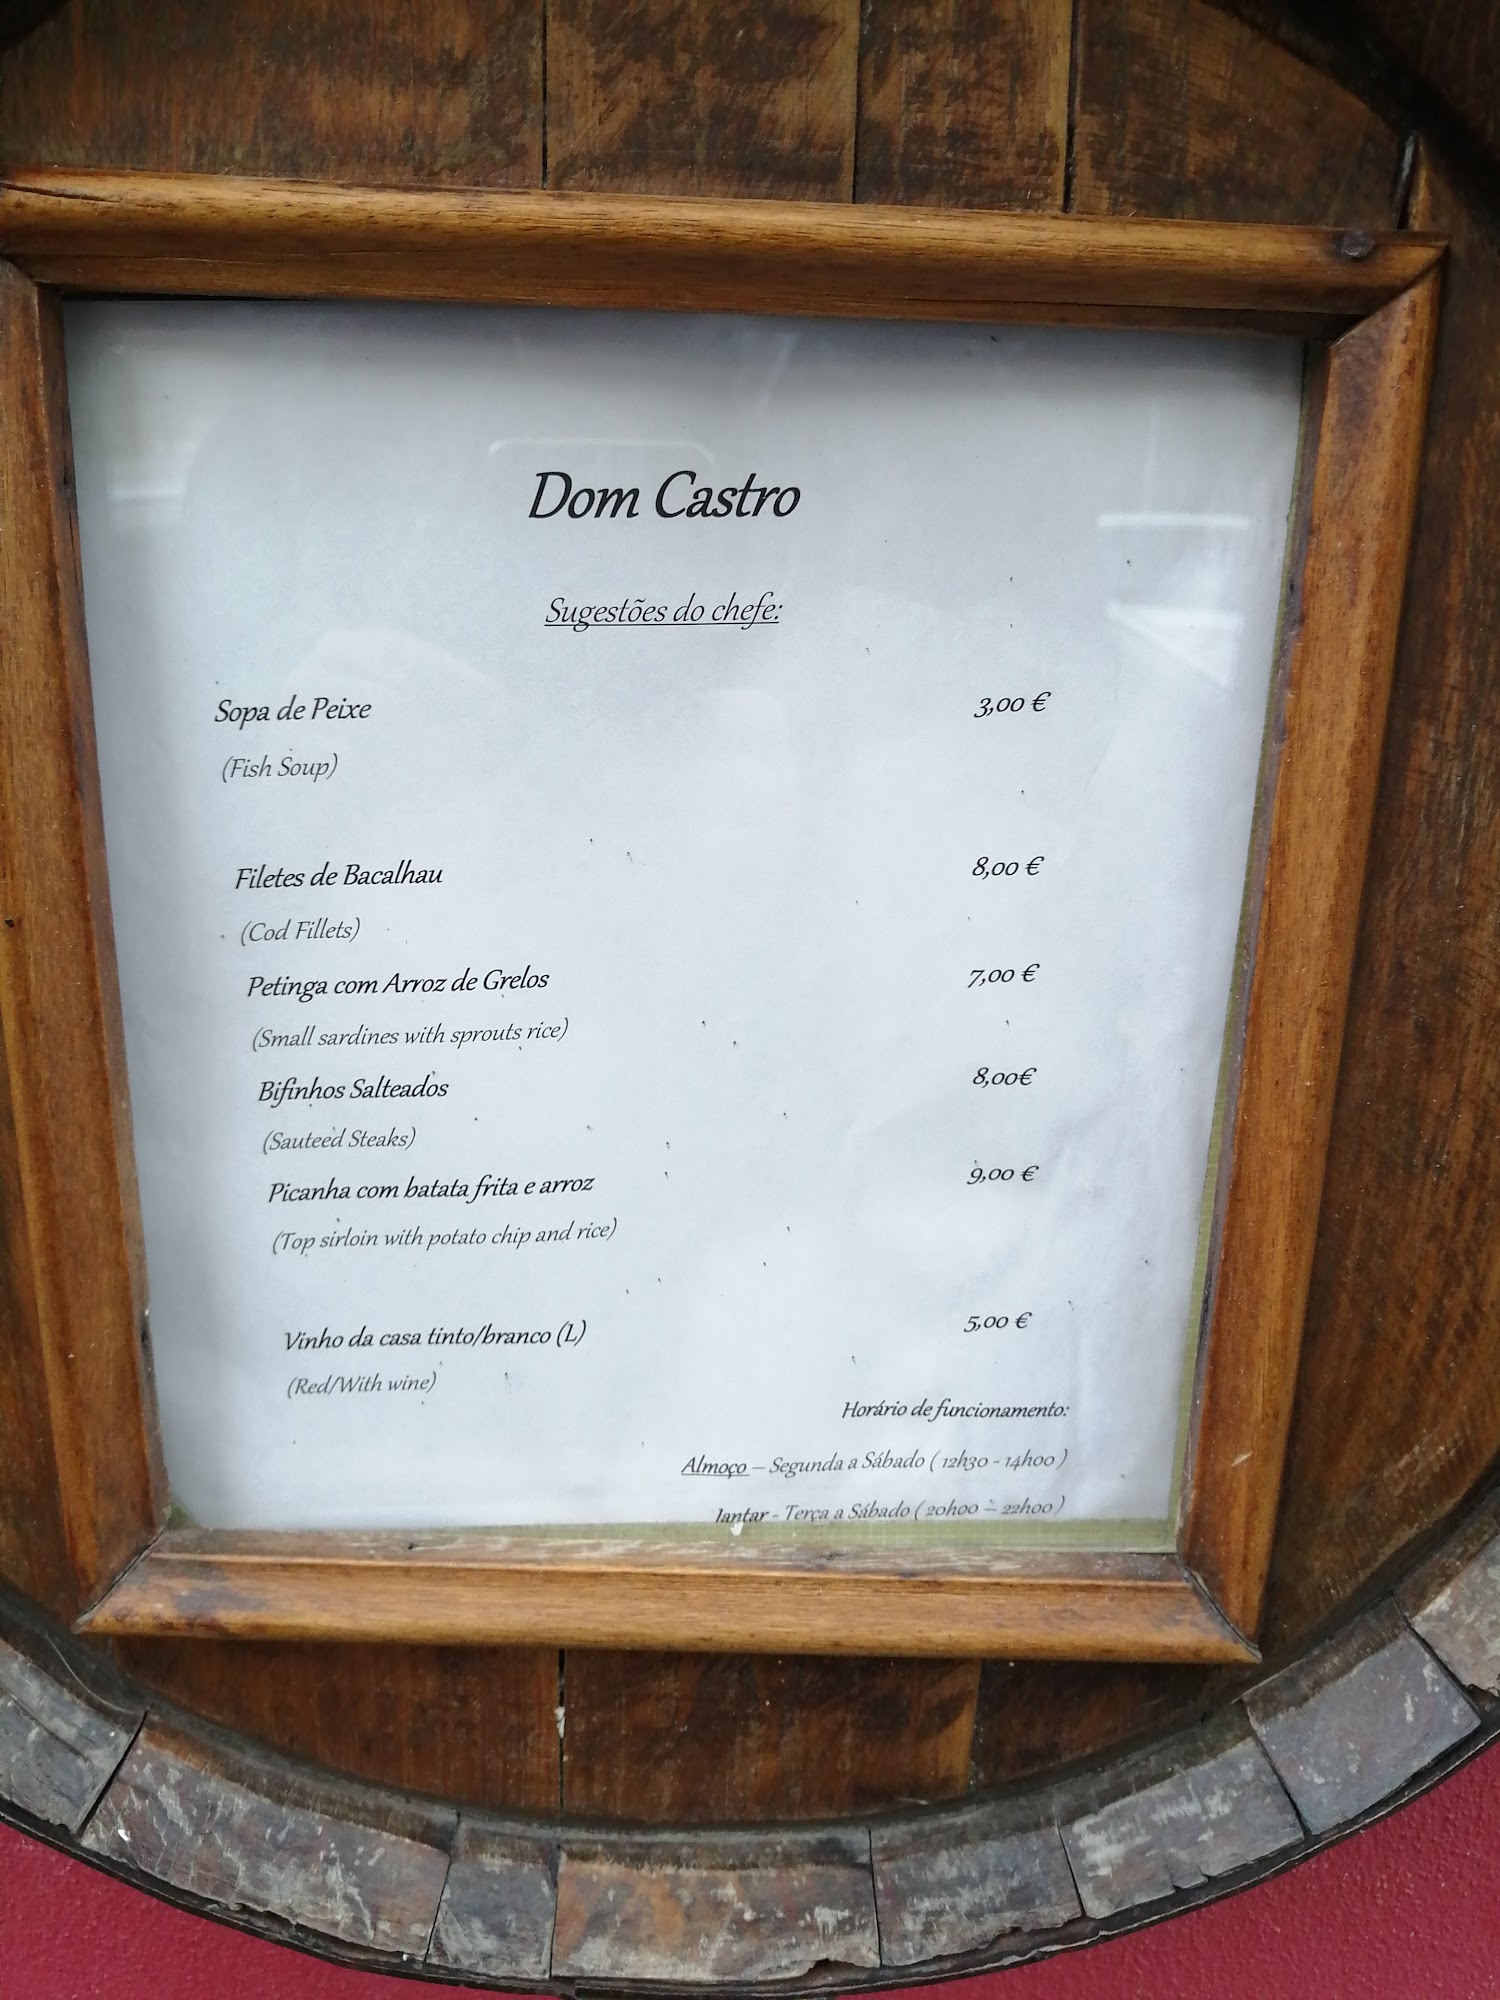 Dom Castro
Sugestões do chefe:
Sopa de Peixe 3,00 €
(Fish Soup)
Filetes de Bacalhau 8,00 €
(Cod Fillets)
Petinga com Arroz de Grelos 7,00 €
(Small sardines with sprouts rice)
Bifinhos Salteados 8,00€
(Sauteed Steaks)
Picanha com batata frita e arroz 9,00 €
(Top sirloin with potato chip and rice)
Vinho da casa tinto/branco (L) 5,00 €
(Red/With wine)
Horário de funcionamento:
Almoço – Segunda a Sábado ( 12h30 - 14h00 )
Jantar - Terça a Sábado ( 20h00 – 22h00 )